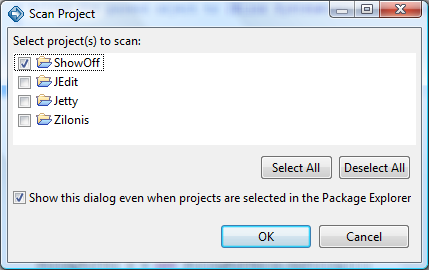 Scan Project
Select project(s) to scan:
ShowOff
JEdit
Jetty
Zilonis
Select All
Deselect All
Show this dialog even when projects are selected in the Package Explorer
OK
Cancel